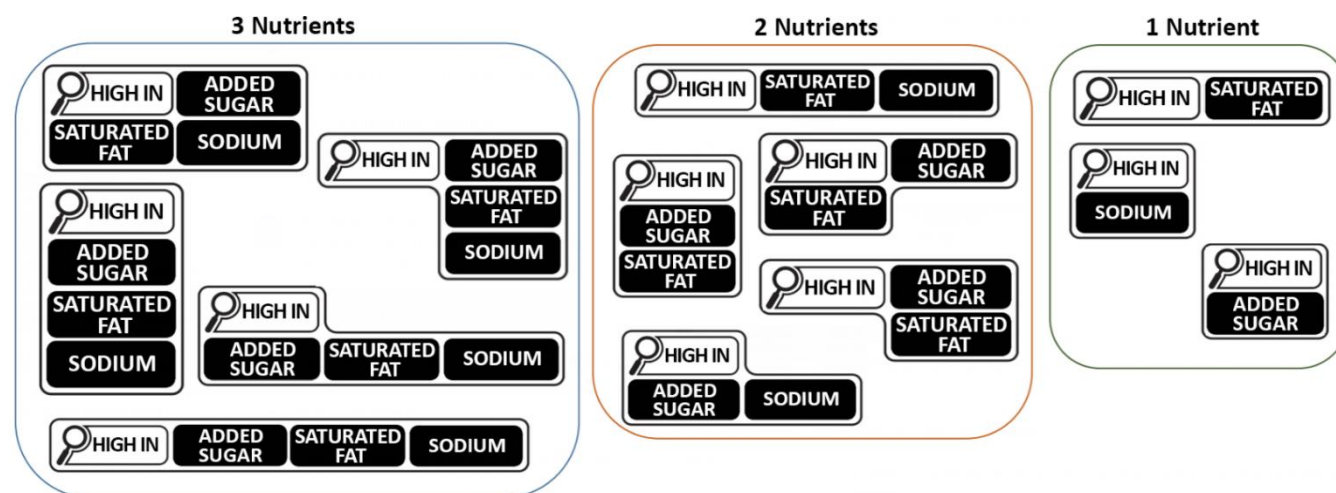 3 Nutrients
HIGH IN ADDED SUGAR
SATURATED FAT SODIUM
HIGH IN ADDED SUGAR
SATURATED FAT
SODIUM
HIGH IN
ADDED SUGAR
SATURATED FAT
SODIUM
HIGH IN
ADDED SUGAR SATURATED FAT SODIUM
HIGH IN ADDED SUGAR SATURATED FAT SODIUM
2 Nutrients
HIGH IN SATURATED FAT SODIUM
HIGH IN
ADDED SUGAR
SATURATED FAT
HIGH IN ADDED SUGAR
SATURATED FAT
HIGH IN ADDED SUGAR
SATURATED FAT
HIGH IN
ADDED SUGAR SODIUM
1 Nutrient
HIGH IN SATURATED FAT
HIGH IN
SODIUM
HIGH IN
ADDED SUGAR